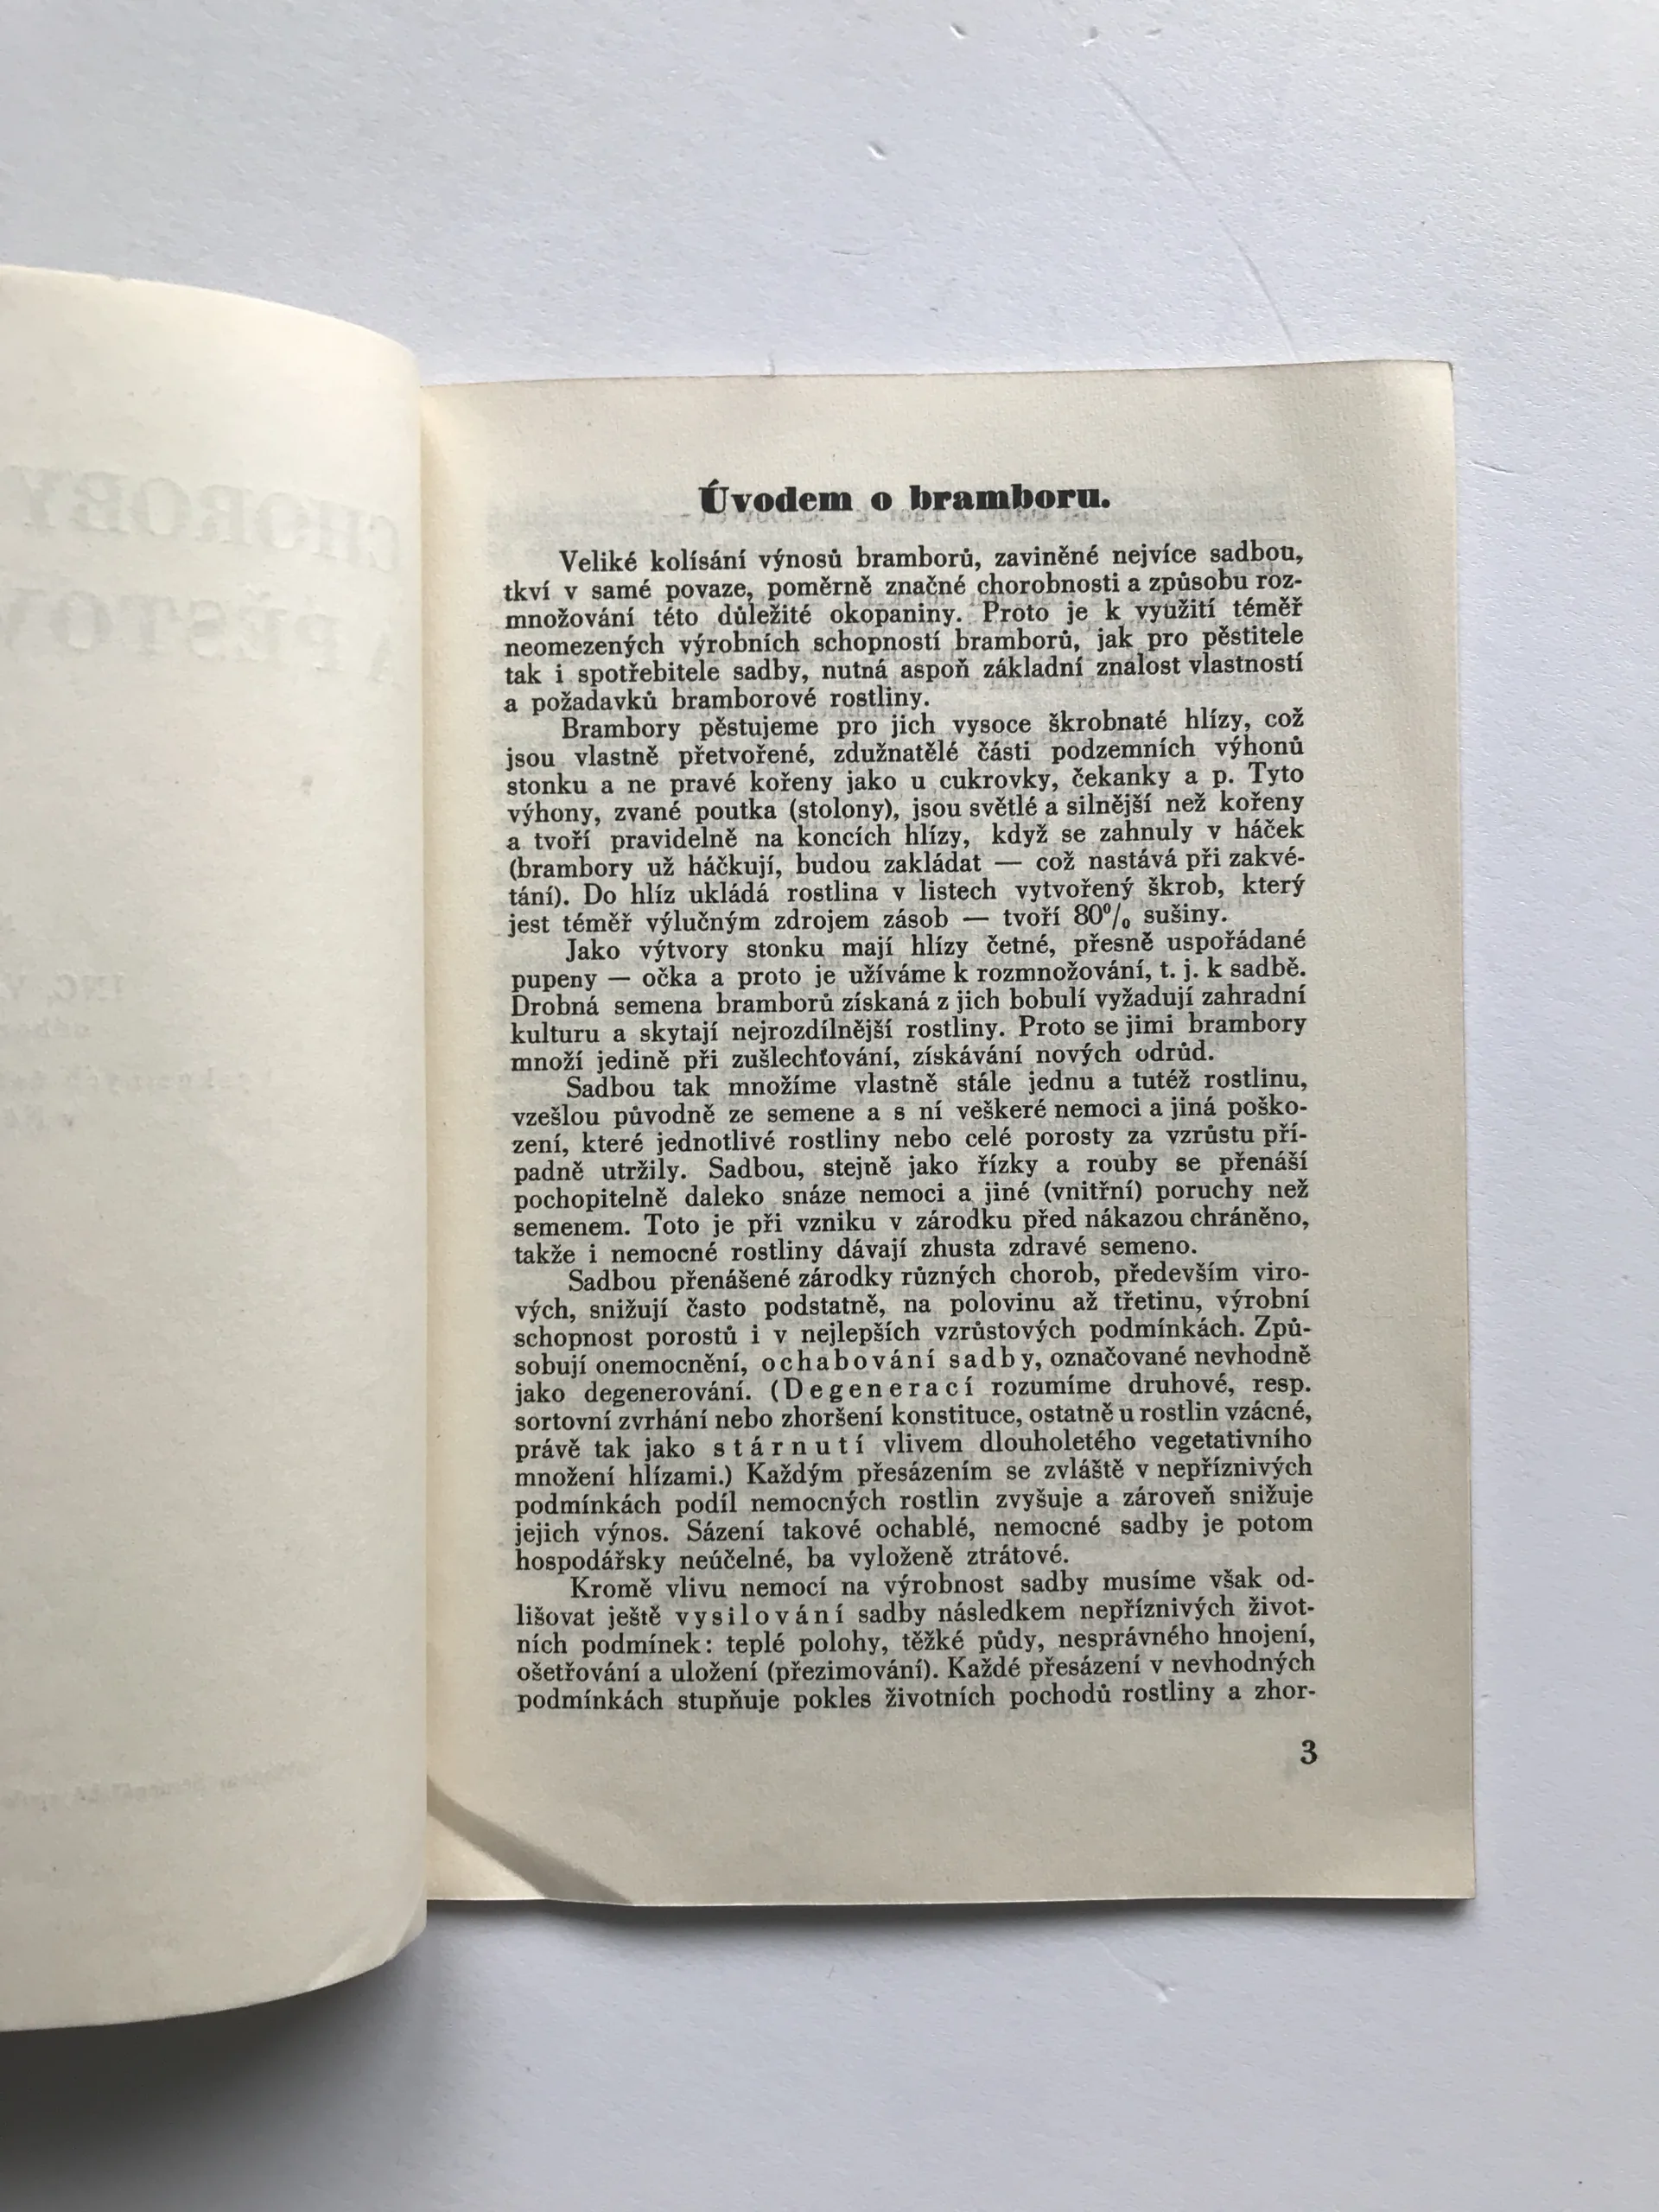 Úvodem o bramboru.
Veliké kolísání výnosů bramborů, zaviněné nejvíce sadbou,
tkví v samé povaze, poměrně značné chorobnosti a způsobu roz-
množování této důležité okopaniny. Proto je k využití téměř
neomezených výrobních schopností bramborů, jak pro pěstitele
tak i spotřebitele sadby, nutná aspoň základní znalost vlastností
a požadavků bramborové rostliny.
Brambory pěstujeme pro jich vysoce škrobnaté hlízy, což
jsou vlastně přetvořené, zdužnatělé části podzemních výhonů
stonku a ne pravé kořeny jako u cukrovky, čekanky a p. Tyto
výhony, zvané poutka (stolony), jsou světlé a silnější než kořeny
a tvoří pravidelně na koncích hlízy, když se zahnuly v háček
(brambory už háčkují, budou zakládat — což nastává při zakvé-
tání). Do hlíz ukládá rostlina v listech vytvořený škrob, který
jest téměř výlučným zdrojem zásob — tvoří 80% sušiny.
Jako výtvory stonku mají hlízy četné, přesně uspořádané
pupeny — očka a proto je užíváme k rozmnožování, t. j. k sadbě.
Drobná semena bramborů získaná z jich bobulí vyžadují zahradní
kulturu a skytají nejrozdílnější rostliny. Proto se jimi brambory
množí jedině při zušlechťování, získávání nových odrůd.
Sadbou tak množíme vlastně stále jednu a tutéž rostlinu,
vzešlou původně ze semene a s ní veškeré nemoci a jiná poško-
zení, které jednotlivé rostliny nebo celé porosty za vzrůstu pří-
padně utržily. Sadbou, stejně jako řízky a rouby se přenáší
pochopitelně daleko snáze nemoci a jiné (vnitřní) poruchy než
semenem. Toto je při vzniku v zárodku před nákazou chráněno,
takže i nemocné rostliny dávají zhusta zdravé semeno.
Sadbou přenášené zárodky různých chorob, především viro-
vých, snižují často podstatně, na polovinu až třetinu, výrobní
schopnost porostů i v nejlepších vzrůstových podmínkách. Způ-
sobují onemocnění, ochabování sadby, označované nevhodně
jako degenerování. (Degenerací rozumíme druhové, resp.
sortovní zvrhání nebo zhoršení konstituce, ostatně u rostlin vzácné,
právě tak jako stárnutí vlivem dlouholetého vegetativního
množení hlízami.) Každým přesázením se zvláště v nepříznivých
podmínkách podíl nemocných rostlin zvyšuje a zároveň snižuje
jejich výnos. Sázení takové ochablé, nemocné sadby je potom
hospodářsky neúčelné, ba vyloženě ztrátové.
Kromě vlivu nemocí na výrobnost sadby musíme však od-
lišovat ještě vysilování sadby následkem nepříznivých život-
ních podmínek: teplé polohy, těžké půdy, nesprávného hnojení,
ošetřování a uložení (přezimování). Každé přesázení v nevhodných
podmínkách stupňuje pokles životních pochodů rostliny a zhor-
3